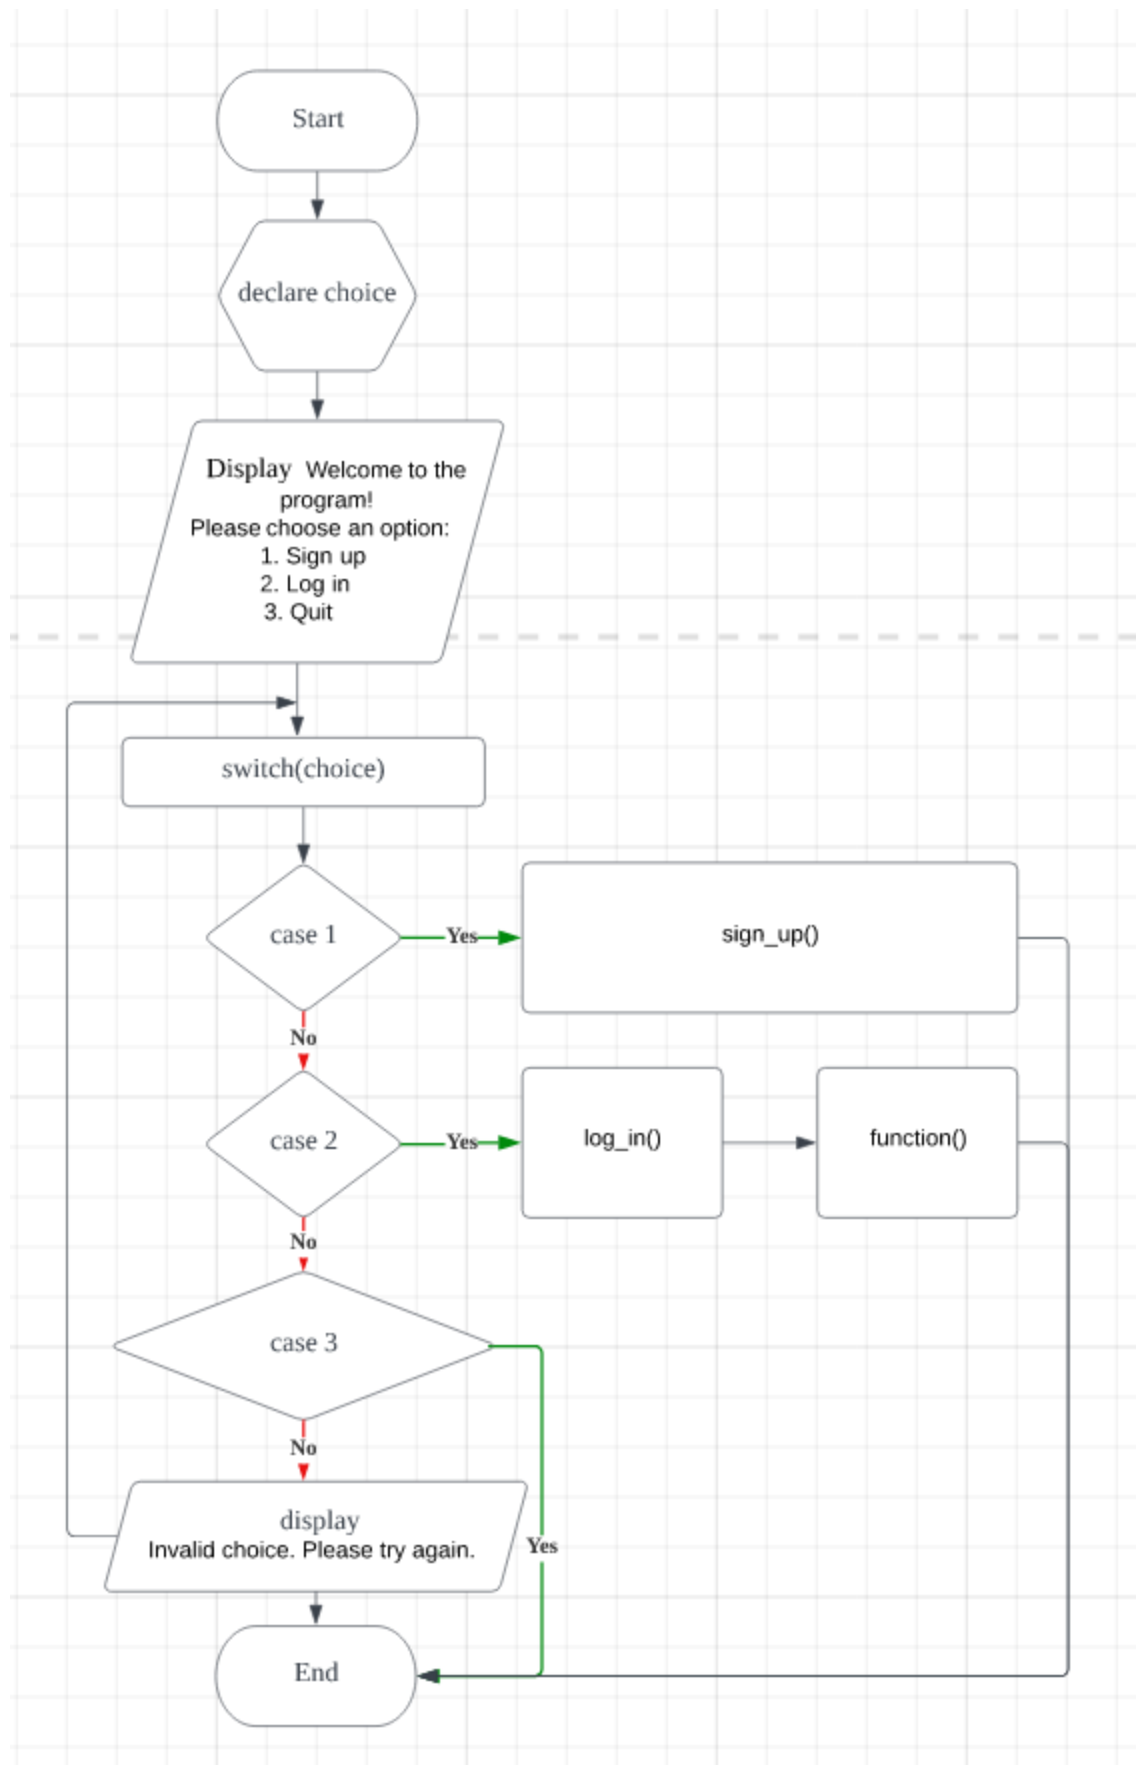 Start
declare choice
Display Welcome to the
program!
Please choose an option:
1. Sign up
2. Log in
3. Quit
switch(choice)
case 1
Yes
sign_up()
No
case 2
Yes
log_in()
function()
No
case 3
No
display
Invalid choice. Please try again.
Yes
End